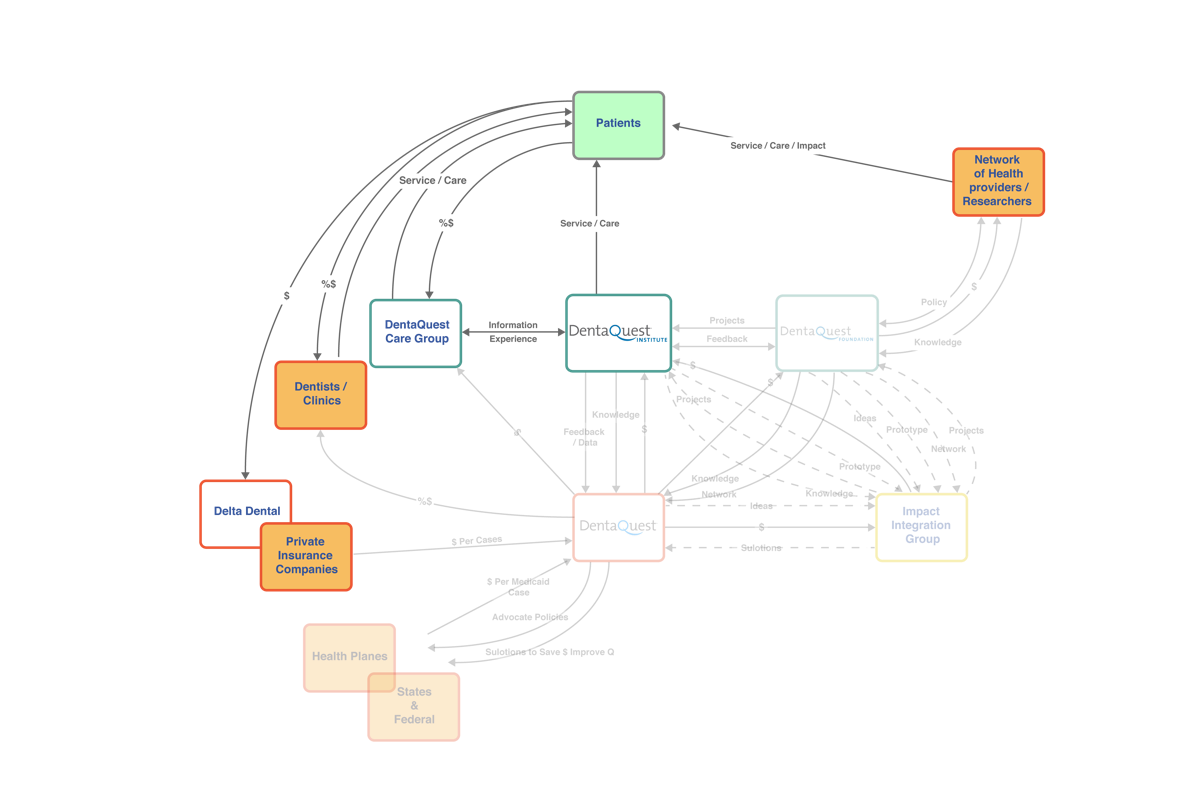 Patients
Service / Care / Impact
Network
of Health
providers /
Researchers
Service / Care
%$
Service / Care
%$
$
Policy
$
Knowledge
DentaQuest
Care Group
Information
Experience
DentaQuest
INSTITUTE
Projects
Feedback
DentaQuest
FOUNDATION
$
$
Projects
Dentists /
Clinics
Knowledge
Feedback
/ Data
$
Ideas
Prototype
Projects
Network
Prototype
Knowledge
Network
Knowledge
Ideas
%$
Delta Dental
Private
Insurance
Companies
$ Per Cases
DentaQuest
$
Sulotions
Impact
Integration
Group
$ Per Medicaid
Case
Advocate Policies
Sulotions to Save $ Improve Q
Health Planes
States
&
Federal